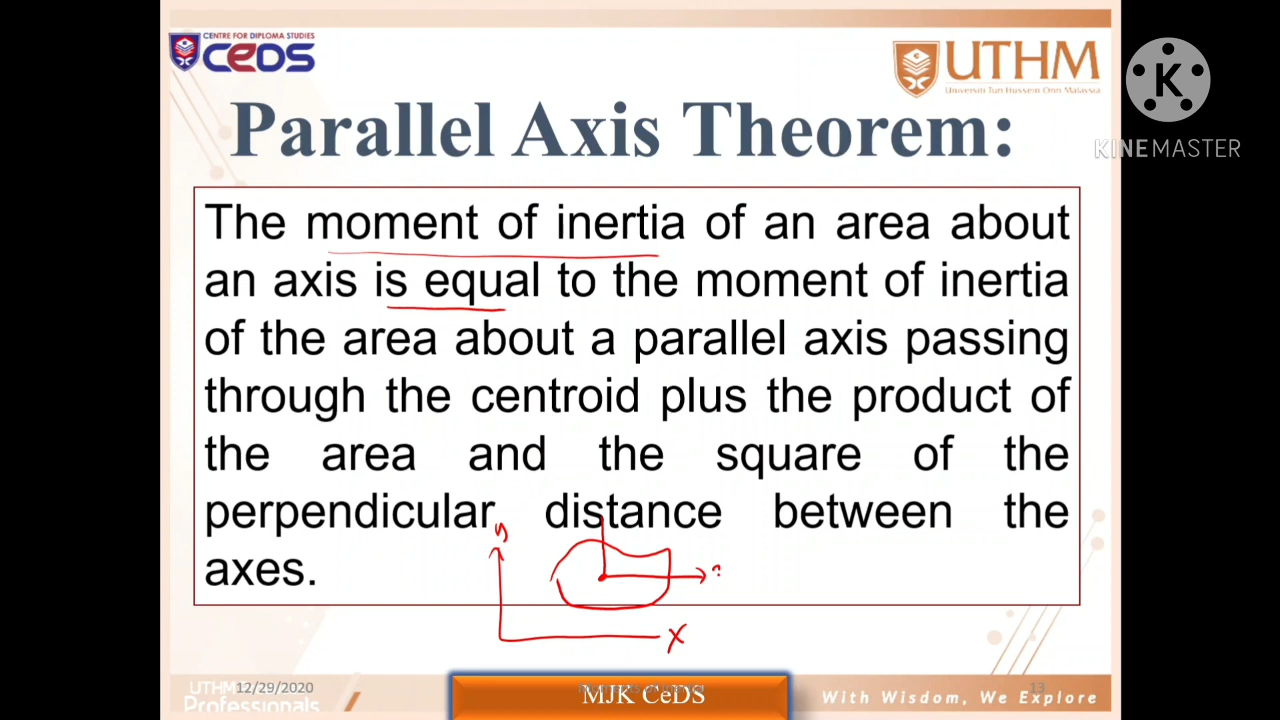 CENTRE FOR DIPLOMA STUDIES
CeDS
UTHM
Universiti Tun Hussein Onn Malaysia
K
KINEMASTER
Parallel Axis Theorem:
The moment of inertia of an area about
an axis is equal to the moment of inertia
of the area about a parallel axis passing
through the centroid plus the product of
the area and the square of the
perpendicular distance between the
axes.
y
x
UTHM
Professionals
12/29/2020
MJK CeDS
13
With Wisdom, We Explore